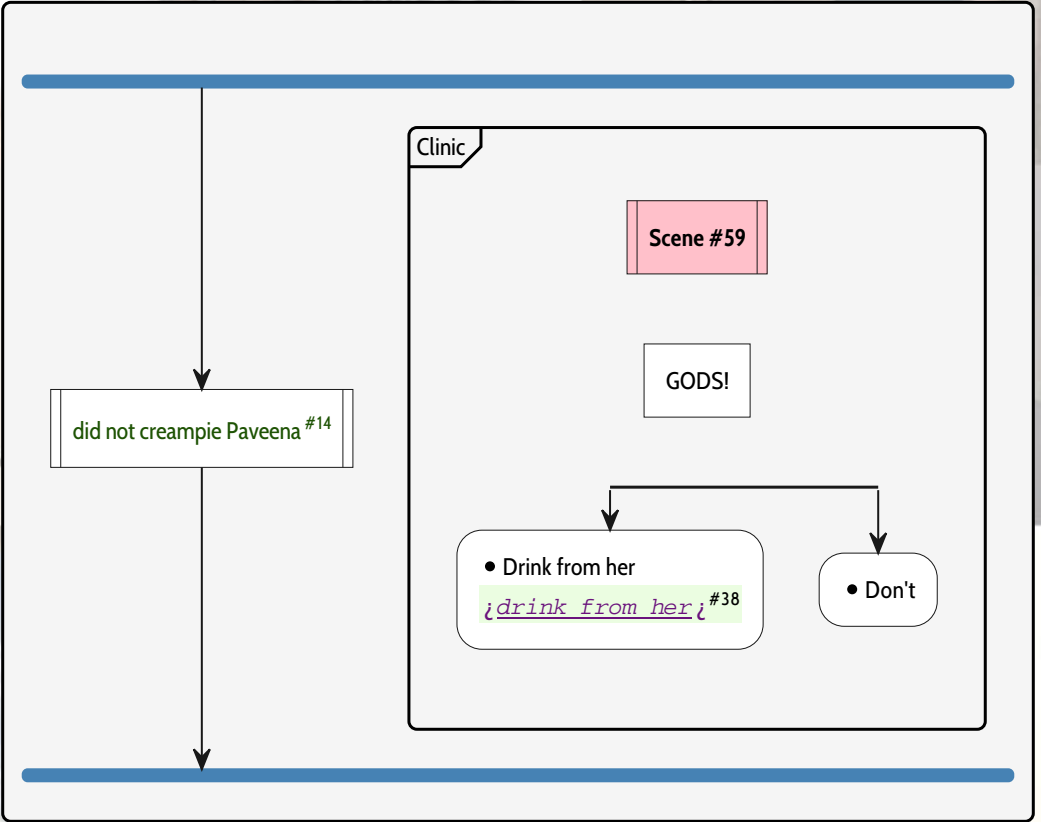 Clinic
Scene #59
GODS!
did not creampie Paveena #14
• Drink from her
¿drink from her¿#38
• Don't